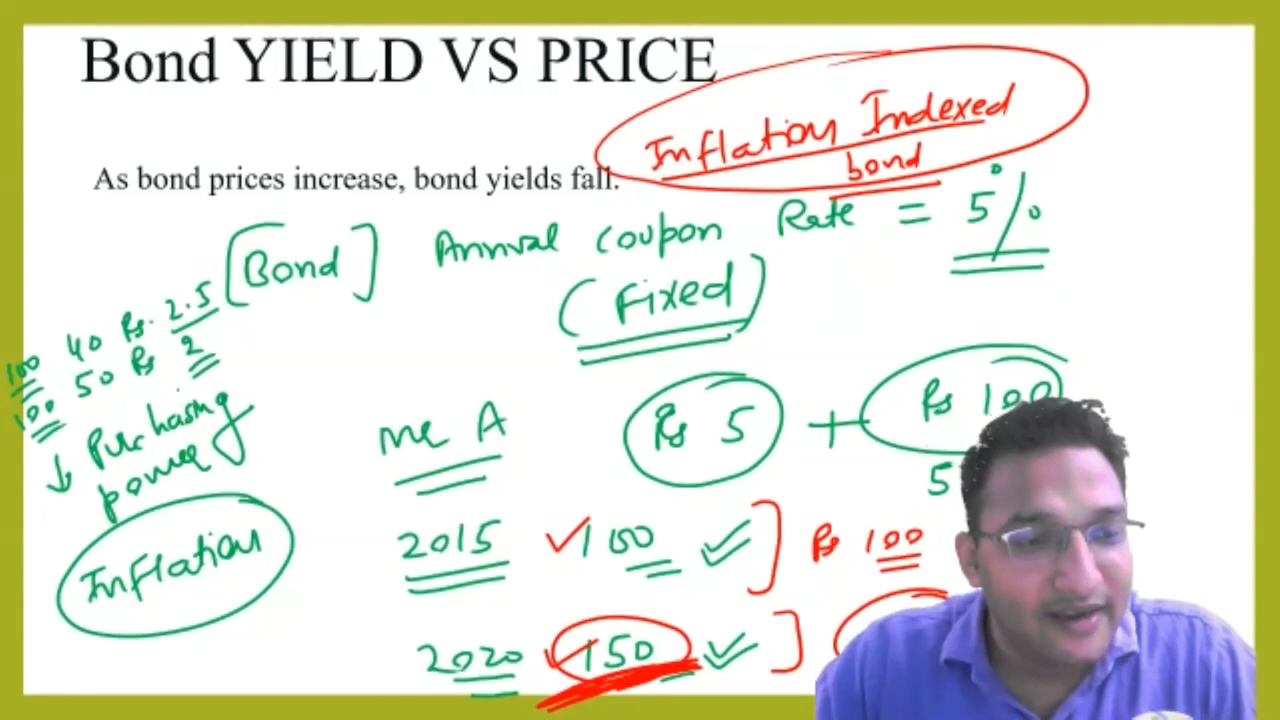 Bond YIELD VS PRICE
Inflation Indexed
bond
As bond prices increase, bond yields fall.
[Bond] Annual coupon Rate = 5%
(Fixed)
100 40 Rs. 2.5
100 50 Rs 2
↓ Purchasing
power
Inflation
Mr A
Rs 5 + Rs 100
5
2015 ✓100 ✓ ] Rs 100
2020 ✓150 ✓ ]